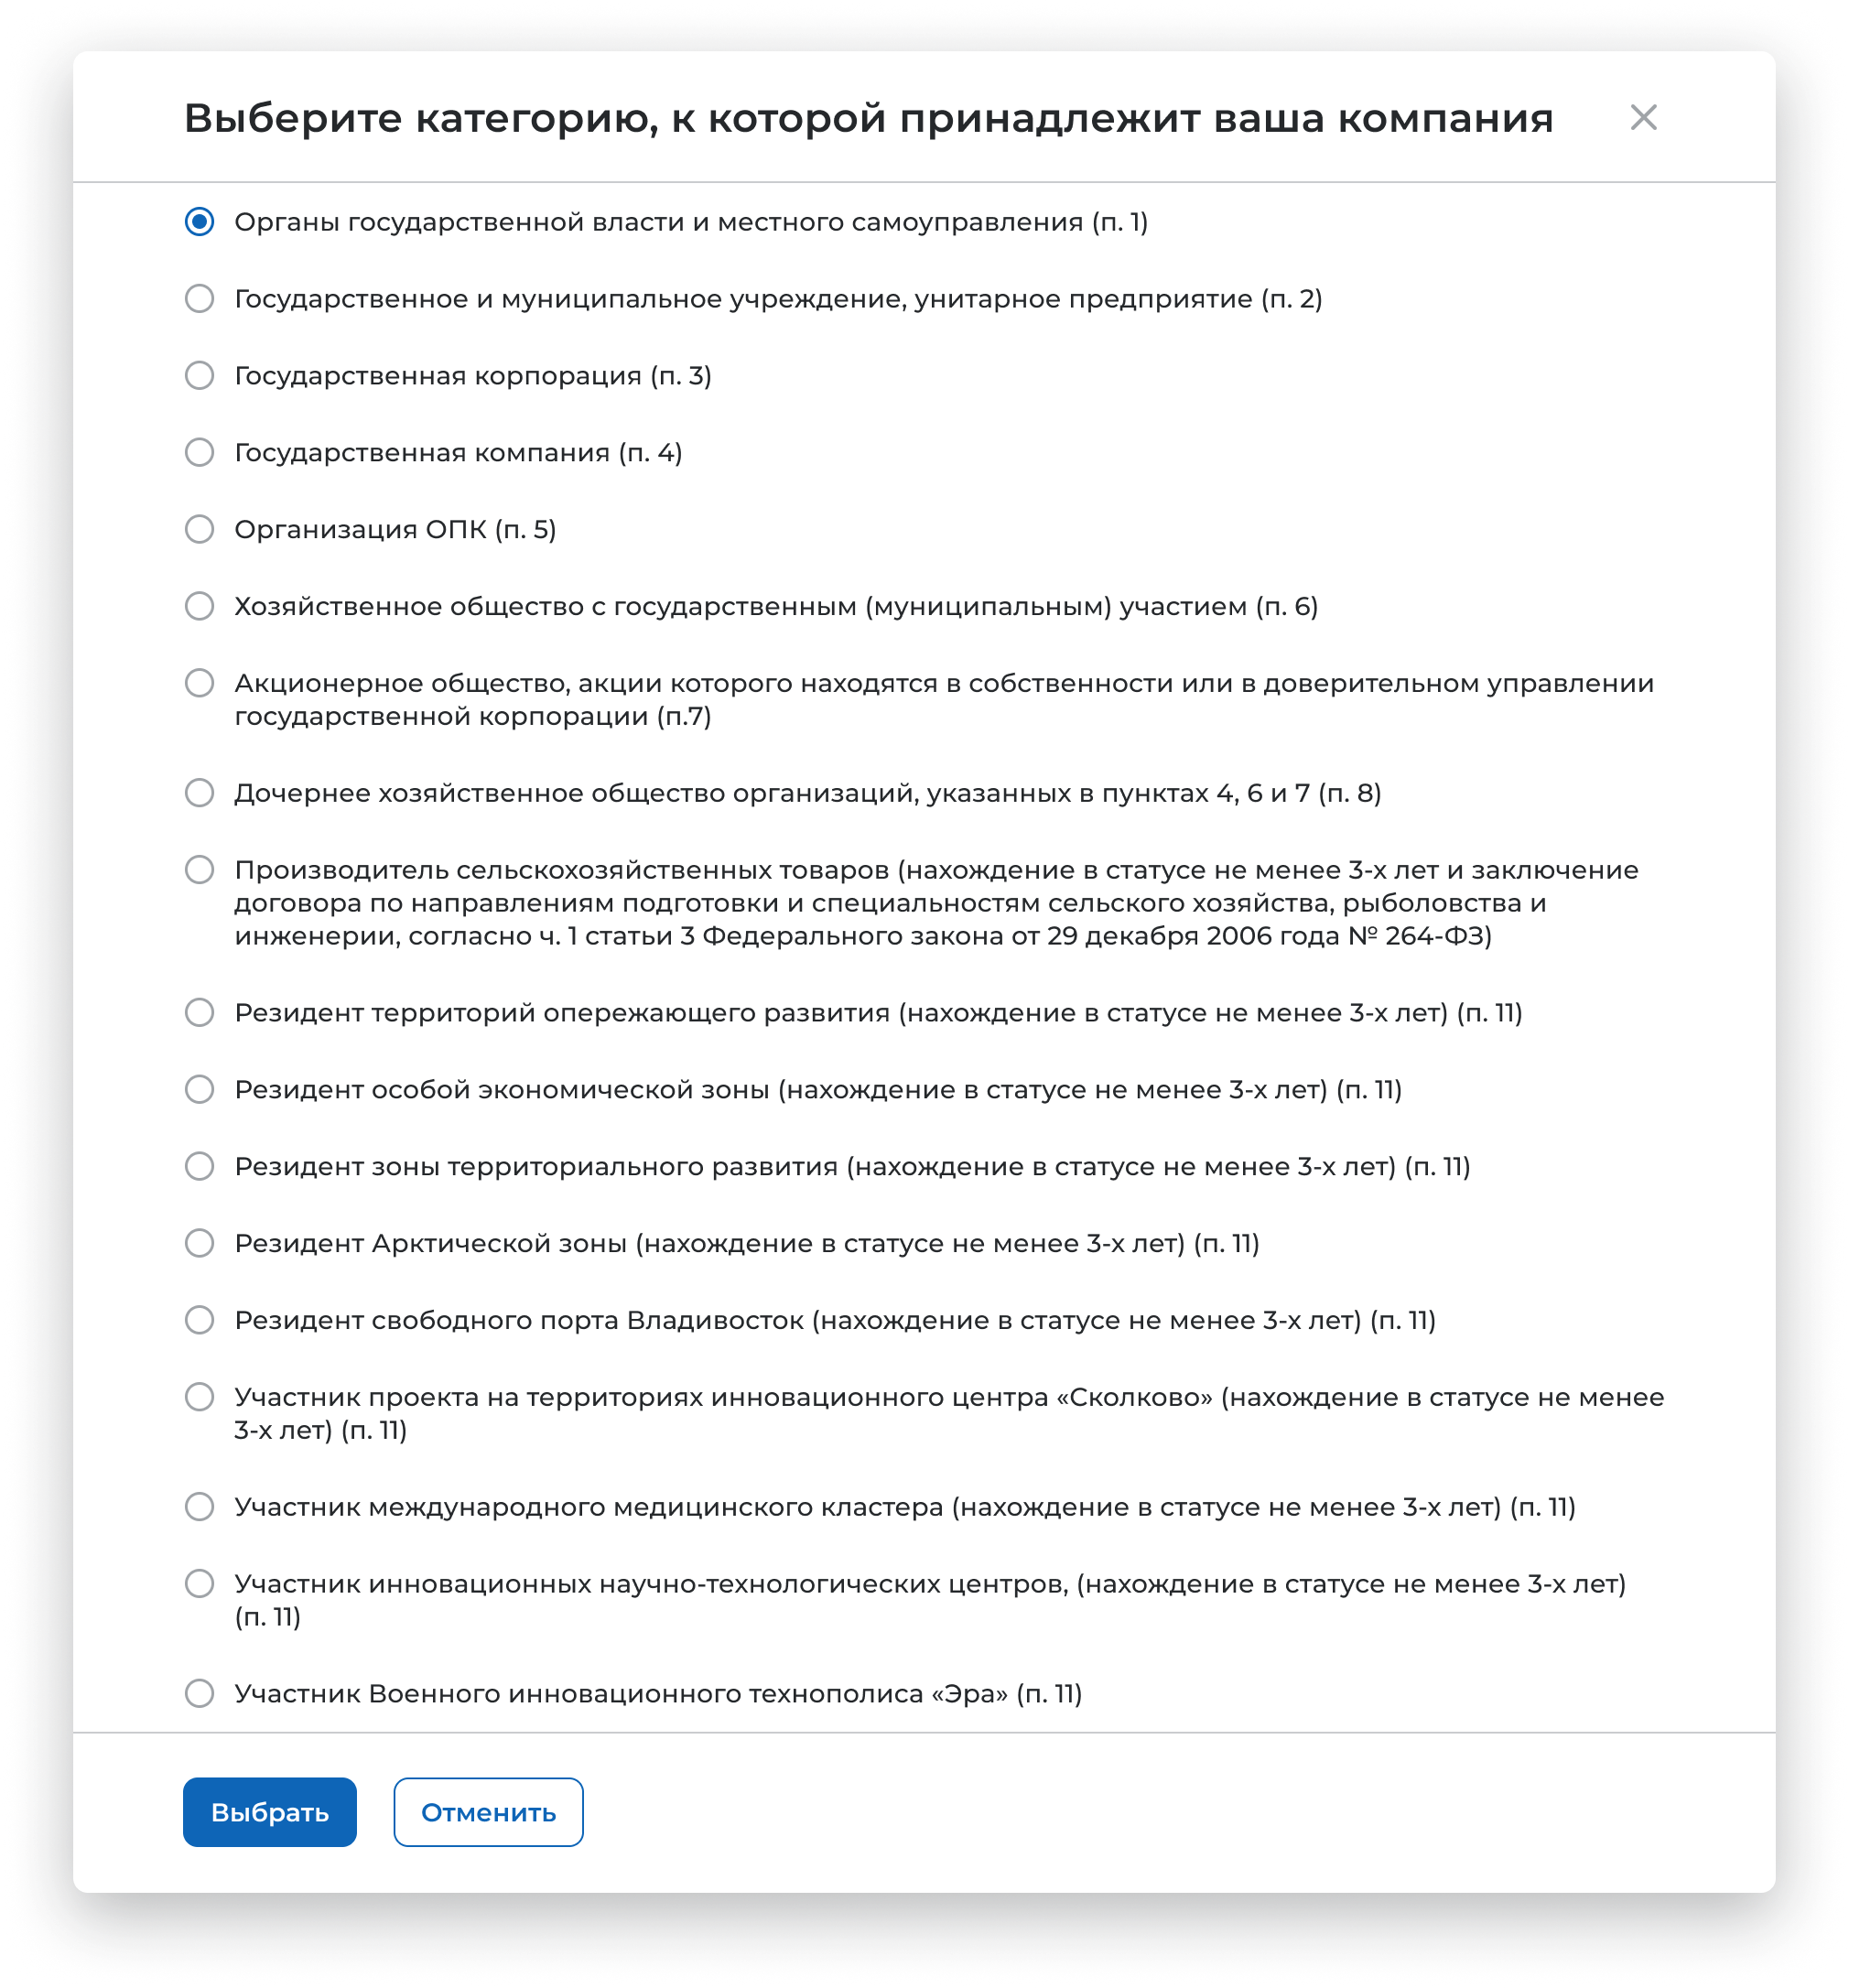 Выберите категорию, к которой принадлежит ваша компания
Органы государственной власти и местного самоуправления (п. 1)
Государственное и муниципальное учреждение, унитарное предприятие (п. 2)
Государственная корпорация (п. 3)
Государственная компания (п. 4)
Организация ОПК (п. 5)
Хозяйственное общество с государственным (муниципальным) участием (п. 6)
Акционерное общество, акции которого находятся в собственности или в доверительном управлении
государственной корпорации (п.7)
Дочернее хозяйственное общество организаций, указанных в пунктах 4, 6 и 7 (п. 8)
Производитель сельскохозяйственных товаров (нахождение в статусе не менее 3-х лет и заключение
договора по направлениям подготовки и специальностям сельского хозяйства, рыболовства и
инженерии, согласно ч. 1 статьи 3 Федерального закона от 29 декабря 2006 года № 264-ФЗ)
Резидент территорий опережающего развития (нахождение в статусе не менее 3-х лет) (п. 11)
Резидент особой экономической зоны (нахождение в статусе не менее 3-х лет) (п. 11)
Резидент зоны территориального развития (нахождение в статусе не менее 3-х лет) (п. 11)
Резидент Арктической зоны (нахождение в статусе не менее 3-х лет) (п. 11)
Резидент свободного порта Владивосток (нахождение в статусе не менее 3-х лет) (п. 11)
Участник проекта на территориях инновационного центра «Сколково» (нахождение в статусе не менее
3-х лет) (п. 11)
Участник международного медицинского кластера (нахождение в статусе не менее 3-х лет) (п. 11)
Участник инновационных научно-технологических центров, (нахождение в статусе не менее 3-х лет)
(п. 11)
Участник Военного инновационного технополиса «Эра» (п. 11)
Выбрать
Отменить